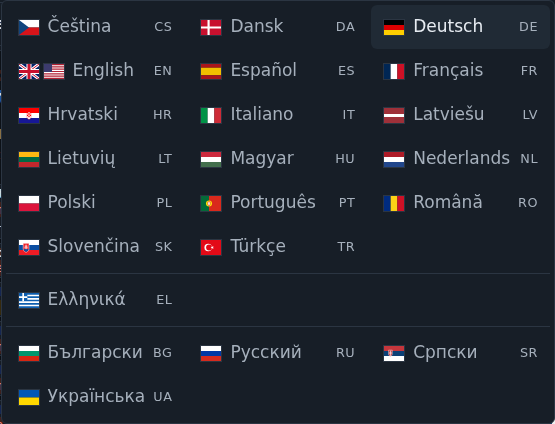 Čeština CS Dansk DA Deutsch DE
English EN Español ES Français FR
Hrvatski HR Italiano IT Latviešu LV
Lietuvių LT Magyar HU Nederlands NL
Polski PL Português PT Română RO
Slovenčina SK Türkçe TR
Ελληνικά EL
Български BG Русский RU Српски SR
Українська UA